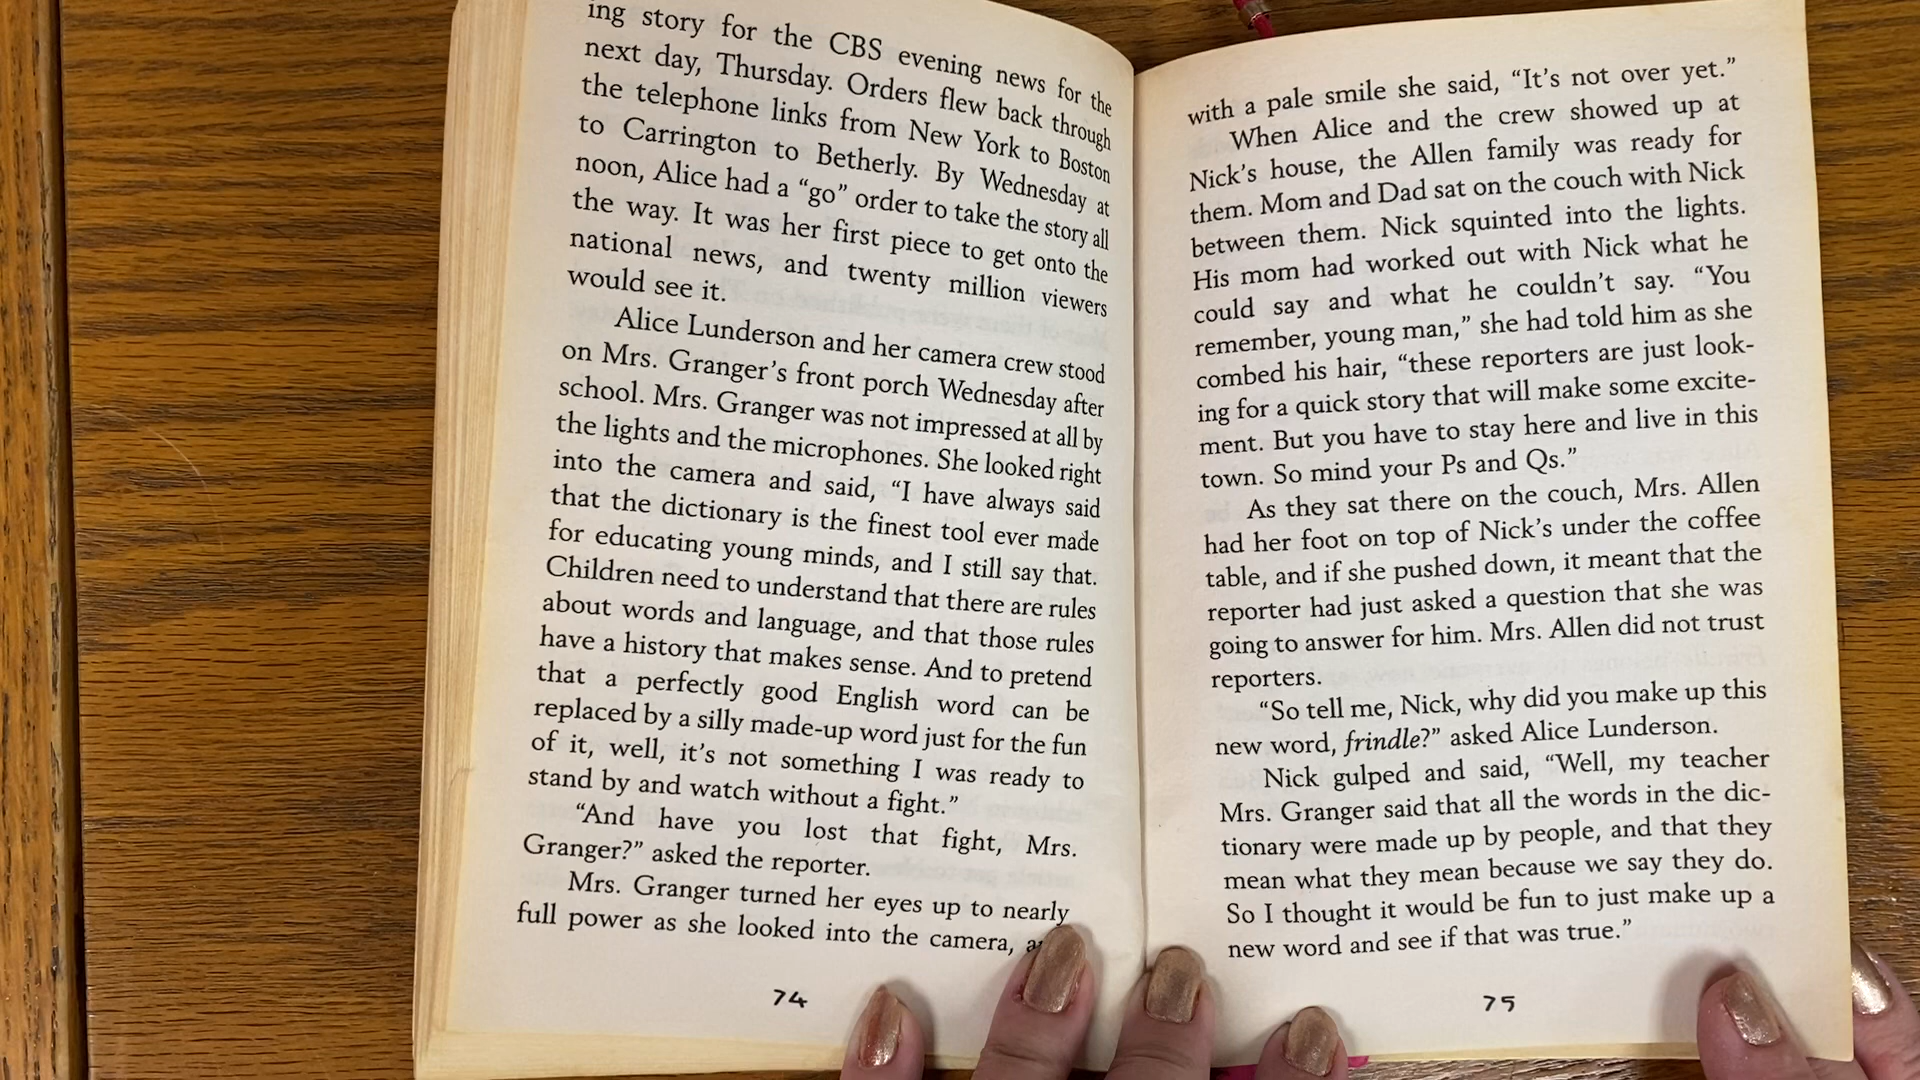 ing story for the CBS evening news for the
next day, Thursday. Orders flew back through
the telephone links from New York to Boston
to Carrington to Betherly. By Wednesday at
noon, Alice had a “go” order to take the story all
the way. It was her first piece to get onto the
national news, and twenty million viewers
would see it.
Alice Lunderson and her camera crew stood
on Mrs. Granger’s front porch Wednesday after
school. Mrs. Granger was not impressed at all by
the lights and the microphones. She looked right
into the camera and said, “I have always said
that the dictionary is the finest tool ever made
for educating young minds, and I still say that.
Children need to understand that there are rules
about words and language, and that those rules
have a history that makes sense. And to pretend
that a perfectly good English word can be
replaced by a silly made-up word just for the fun
of it, well, it’s not something I was ready to
stand by and watch without a fight.”
“And have you lost that fight, Mrs.
Granger?” asked the reporter.
Mrs. Granger turned her eyes up to nearly
full power as she looked into the camera,
74
with a pale smile she said, “It’s not over yet.”
When Alice and the crew showed up at
Nick’s house, the Allen family was ready for
them. Mom and Dad sat on the couch with Nick
between them. Nick squinted into the lights.
His mom had worked out with Nick what he
could say and what he couldn’t say. “You
remember, young man,” she had told him as she
combed his hair, “these reporters are just look-
ing for a quick story that will make some excite-
ment. But you have to stay here and live in this
town. So mind your Ps and Qs.”
As they sat there on the couch, Mrs. Allen
had her foot on top of Nick’s under the coffee
table, and if she pushed down, it meant that the
reporter had just asked a question that she was
going to answer for him. Mrs. Allen did not trust
reporters.
“So tell me, Nick, why did you make up this
new word, frindle?” asked Alice Lunderson.
Nick gulped and said, “Well, my teacher
Mrs. Granger said that all the words in the dic-
tionary were made up by people, and that they
mean what they mean because we say they do.
So I thought it would be fun to just make up a
new word and see if that was true.”
75